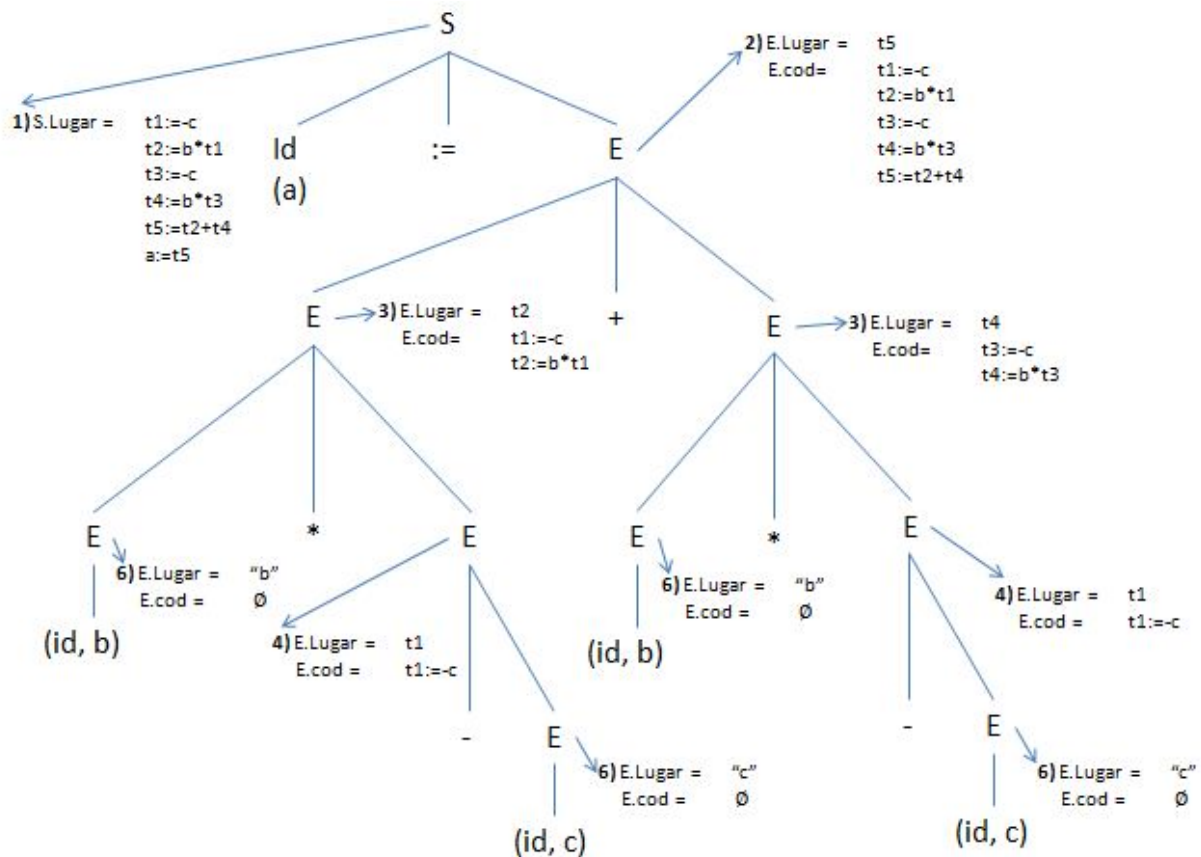 S
2) E.Lugar = t5
E.cod= t1:=-c
t2:=b*t1
t3:=-c
t4:=b*t3
t5:=t2+t4
1) S.Lugar = t1:=-c
t2:=b*t1
t3:=-c
t4:=b*t3
t5:=t2+t4
a:=t5
Id := E
(a)
E 3) E.Lugar = t2
E.cod= t1:=-c
t2:=b*t1
+
E 3) E.Lugar = t4
E.cod= t3:=-c
t4:=b*t3
E * E E * E
6) E.Lugar = "b"
E.cod = Ø
(id, b)
4) E.Lugar = t1
E.cod = t1:=-c
6) E.Lugar = "b"
E.cod = Ø
(id, b)
4) E.Lugar = t1
E.cod = t1:=-c
- E - E
6) E.Lugar = "c"
E.cod = Ø
(id, c)
6) E.Lugar = "c"
E.cod = Ø
(id, c)